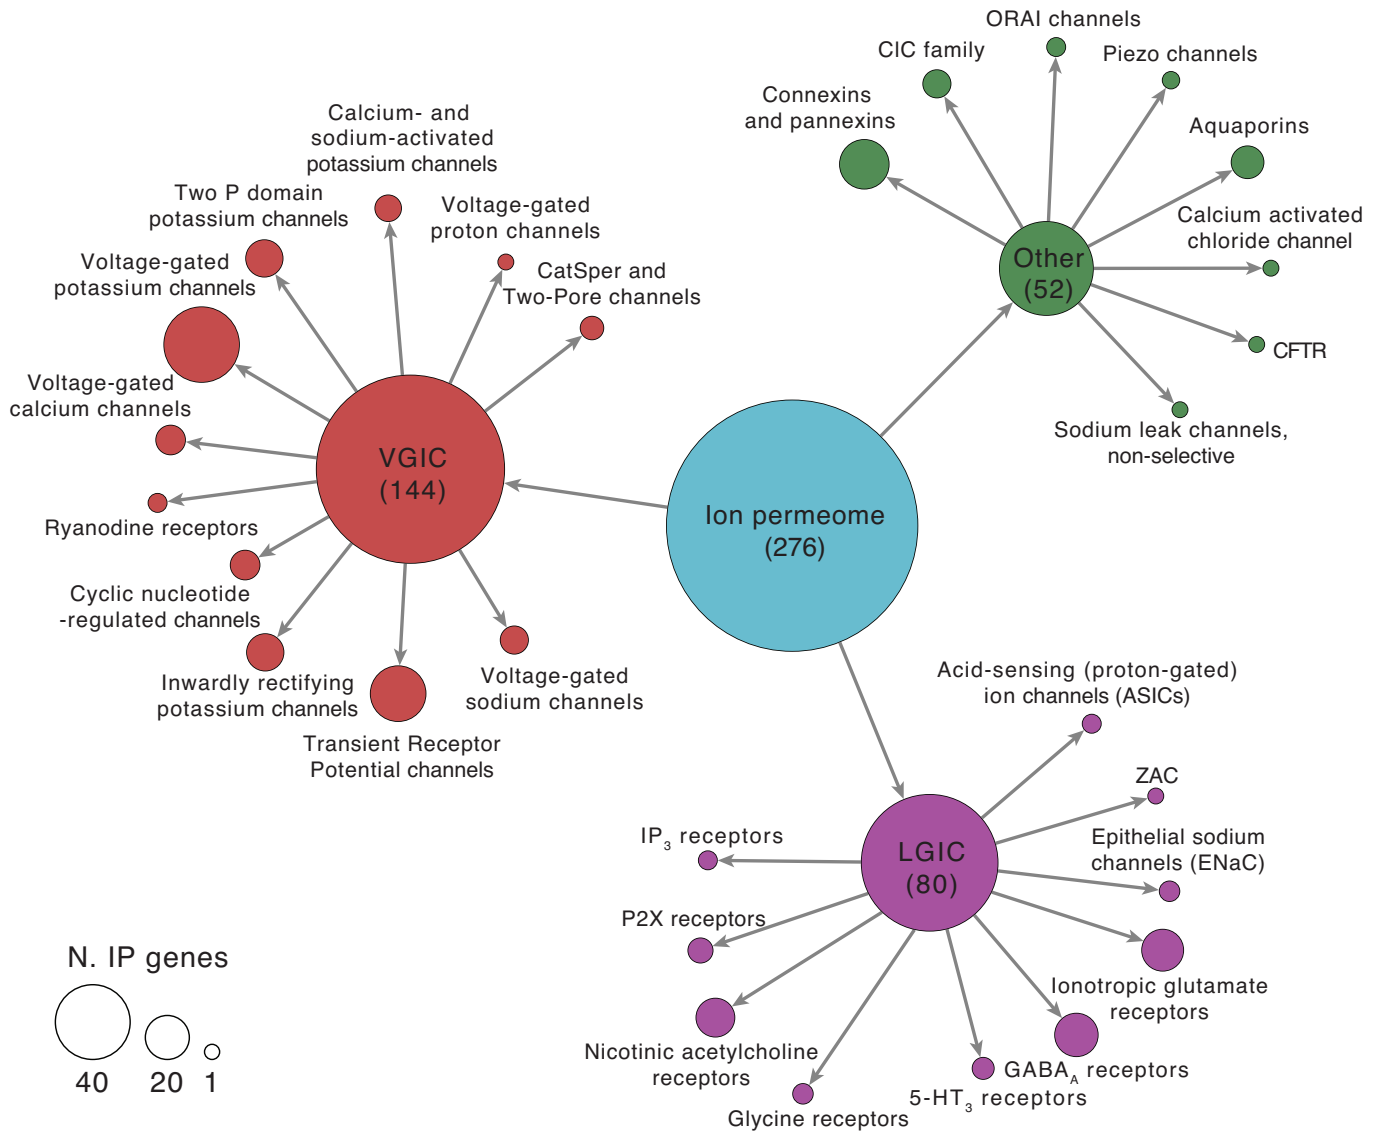 ORAI channels
ClC family
Piezo channels
Connexins
and pannexins
Aquaporins
Calcium activated
chloride channel
Other
(52)
CFTR
Sodium leak channels,
non-selective
Calcium- and
sodium-activated
potassium channels
Two P domain
potassium channels
Voltage-gated
proton channels
Voltage-gated
potassium channels
CatSper and
Two-Pore channels
Voltage-gated
calcium channels
VGIC
(144)
Ryanodine receptors
Cyclic nucleotide
-regulated channels
Inwardly rectifying
potassium channels
Voltage-gated
sodium channels
Transient Receptor
Potential channels
Ion permeome
(276)
Acid-sensing (proton-gated)
ion channels (ASICs)
ZAC
IP3 receptors
LGIC
(80)
Epithelial sodium
channels (ENaC)
P2X receptors
Ionotropic glutamate
receptors
Nicotinic acetylcholine
receptors
GABAA receptors
5-HT3 receptors
Glycine receptors
N. IP genes
40 20 1